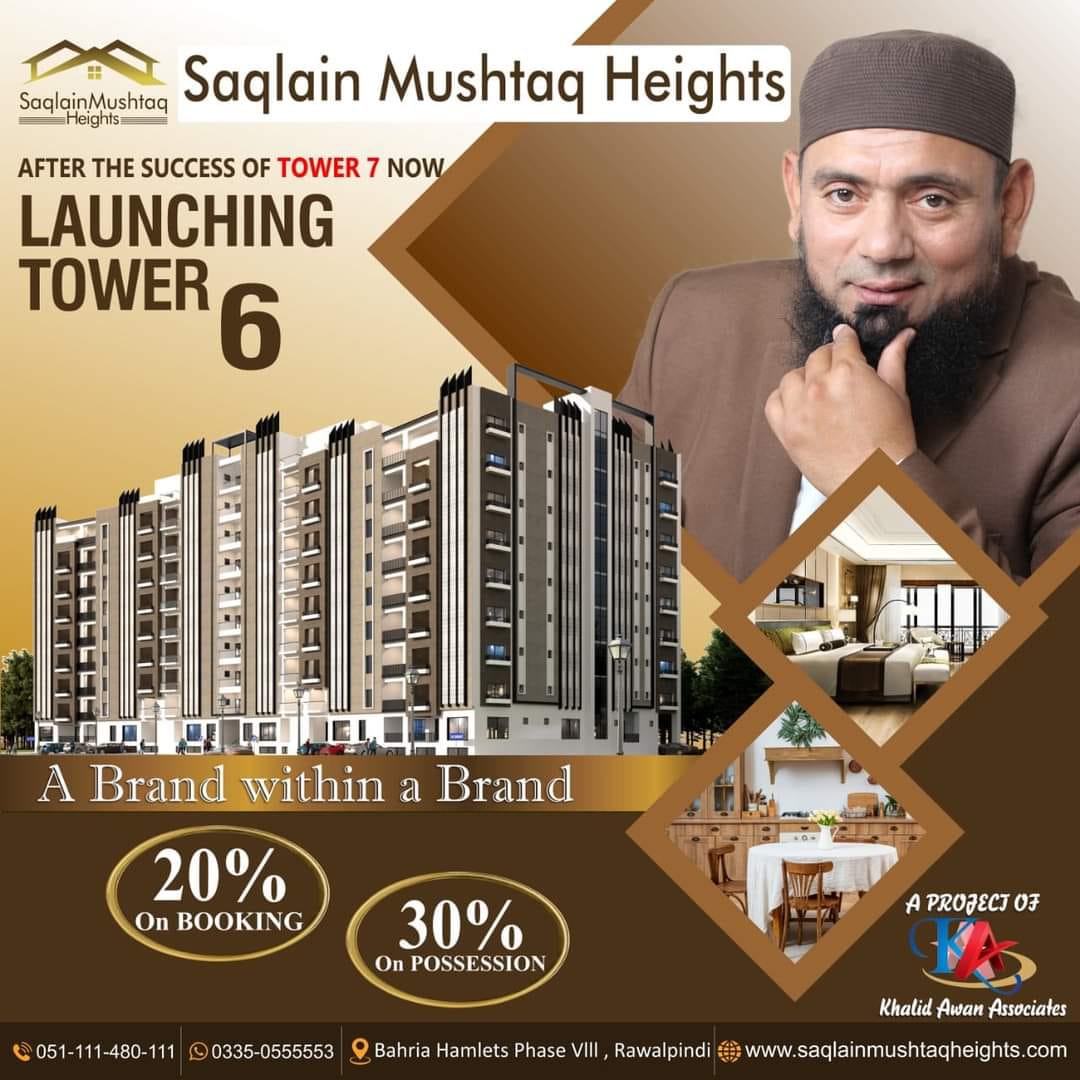 SaqlainMushtaq
Heights
Saqlain Mushtaq Heights
AFTER THE SUCCESS OF TOWER 7 NOW
LAUNCHING
TOWER 6
A Brand within a Brand
20%
On BOOKING
30%
On POSSESSION
A PROJECT OF
KA
Khalid Awan Associates
051-111-480-111
0335-0555553
Bahria Hamlets Phase Vlll , Rawalpindi
www.saqlainmushtaqheights.com